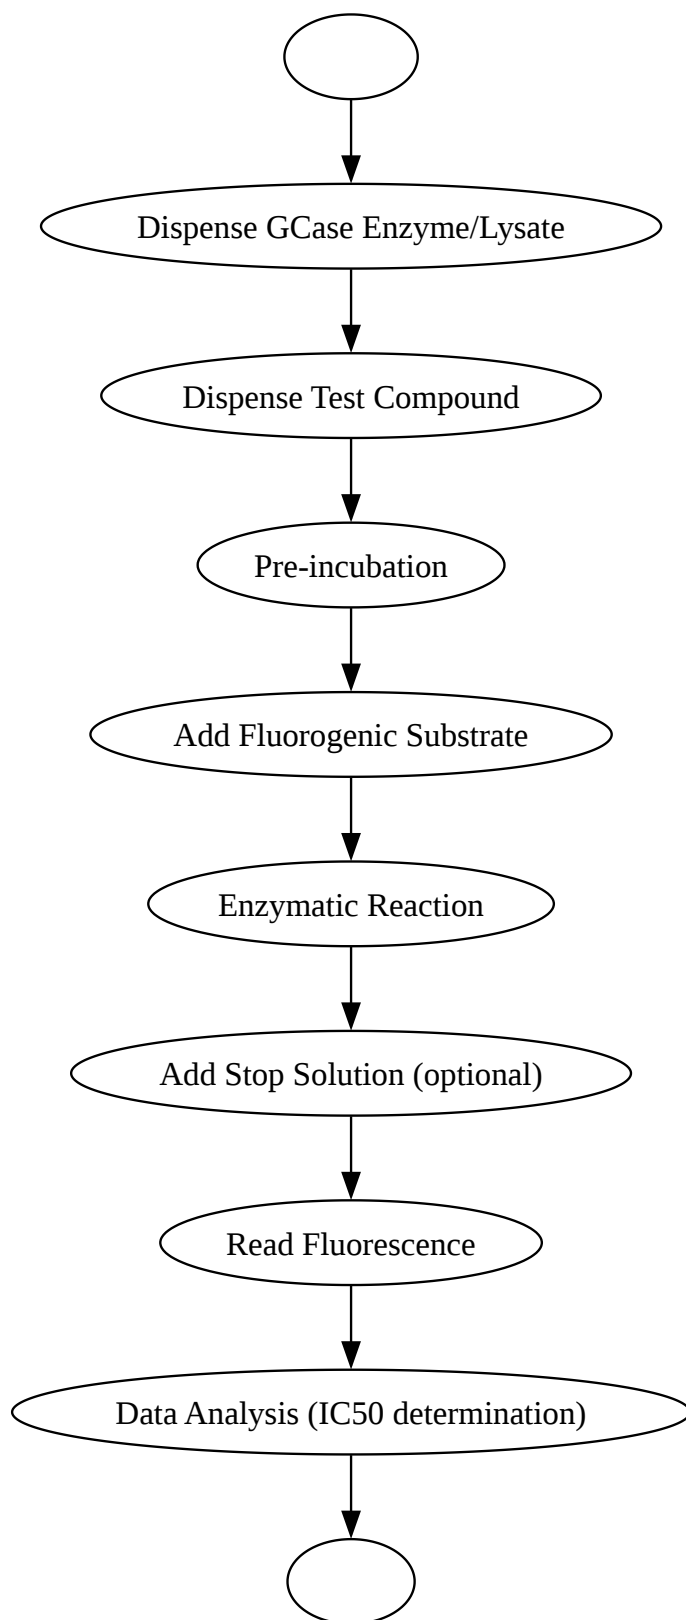 Dispense GCase Enzyme/Lysate
Dispense Test Compound
Pre-incubation
Add Fluorogenic Substrate
Enzymatic Reaction
Add Stop Solution (optional)
Read Fluorescence
Data Analysis (IC50 determination)